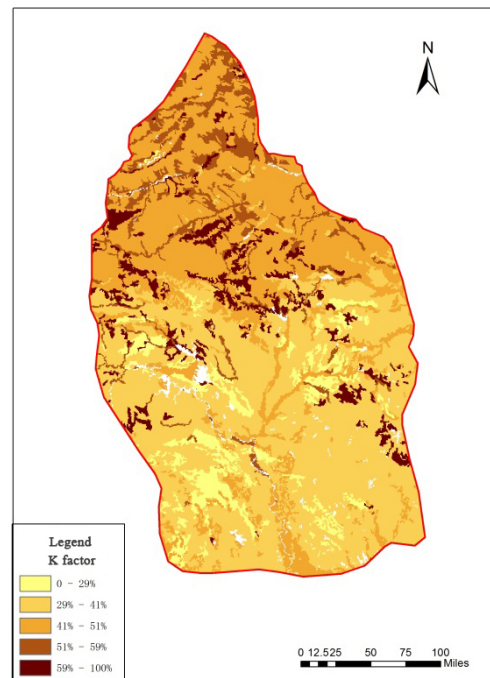 N
Legend
K factor
0 - 29%
29% - 41%
41% - 51%
51% - 59%
59% - 100%
0 12.525 50 75 100
Miles